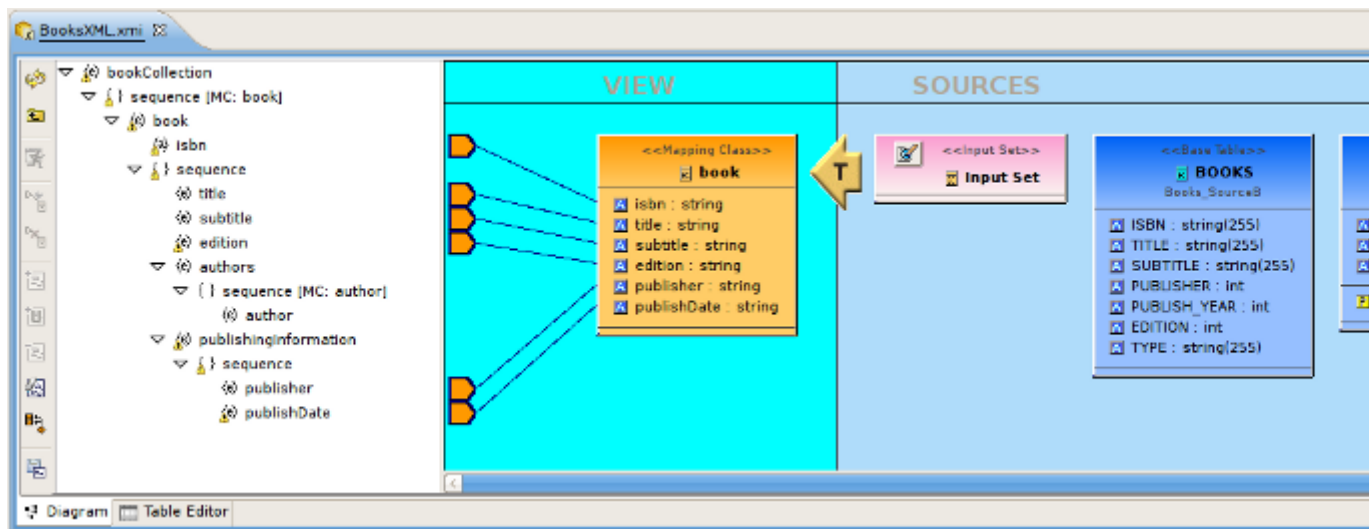 BooksXML.xmi
bookCollection
sequence [MC: book]
book
isbn
sequence
title
subtitle
edition
authors
sequence [MC: author]
author
publishingInformation
sequence
publisher
publishDate
VIEW
<<Mapping Class>>
book
isbn : string
title : string
subtitle : string
edition : string
publisher : string
publishDate : string
T
SOURCES
<<Input Set>>
Input Set
<<Base Table>>
BOOKS
Books_SourceB
ISBN : string(255)
TITLE : string(255)
SUBTITLE : string(255)
PUBLISHER : int
PUBLISH_YEAR : int
EDITION : int
TYPE : string(255)
Diagram
Table Editor